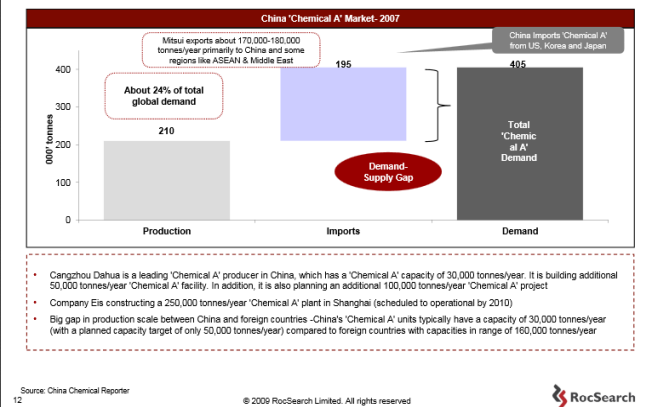 China 'Chemical A' Market- 2007
Mitsui exports about 170,000-180,000
tonnes/year primarily to China and some
regions like ASEAN & Middle East
China Imports 'Chemical A'
from US, Korea and Japan
About 24% of total
global demand
000' tonnes
400
300
200
100
0
210
195
405
Total
'Chemic
al A'
Demand
Demand-
Supply Gap
Production
Imports
Demand
• Cangzhou Dahua is a leading 'Chemical A' producer in China, which has a 'Chemical A' capacity of 30,000 tonnes/year. It is building additional
50,000 tonnes/year 'Chemical A' facility. In addition, it is also planning an additional 100,000 tonnes/year 'Chemical A' project
• Company Eis constructing a 250,000 tonnes/year 'Chemical A' plant in Shanghai (scheduled to operational by 2010)
• Big gap in production scale between China and foreign countries -China's 'Chemical A' units typically have a capacity of 30,000 tonnes/year
(with a planned capacity target of only 50,000 tonnes/year) compared to foreign countries with capacities in range of 160,000 tonnes/year
Source: China Chemical Reporter
12
© 2009 RocSearch Limited. All rights reserved
RocSearch